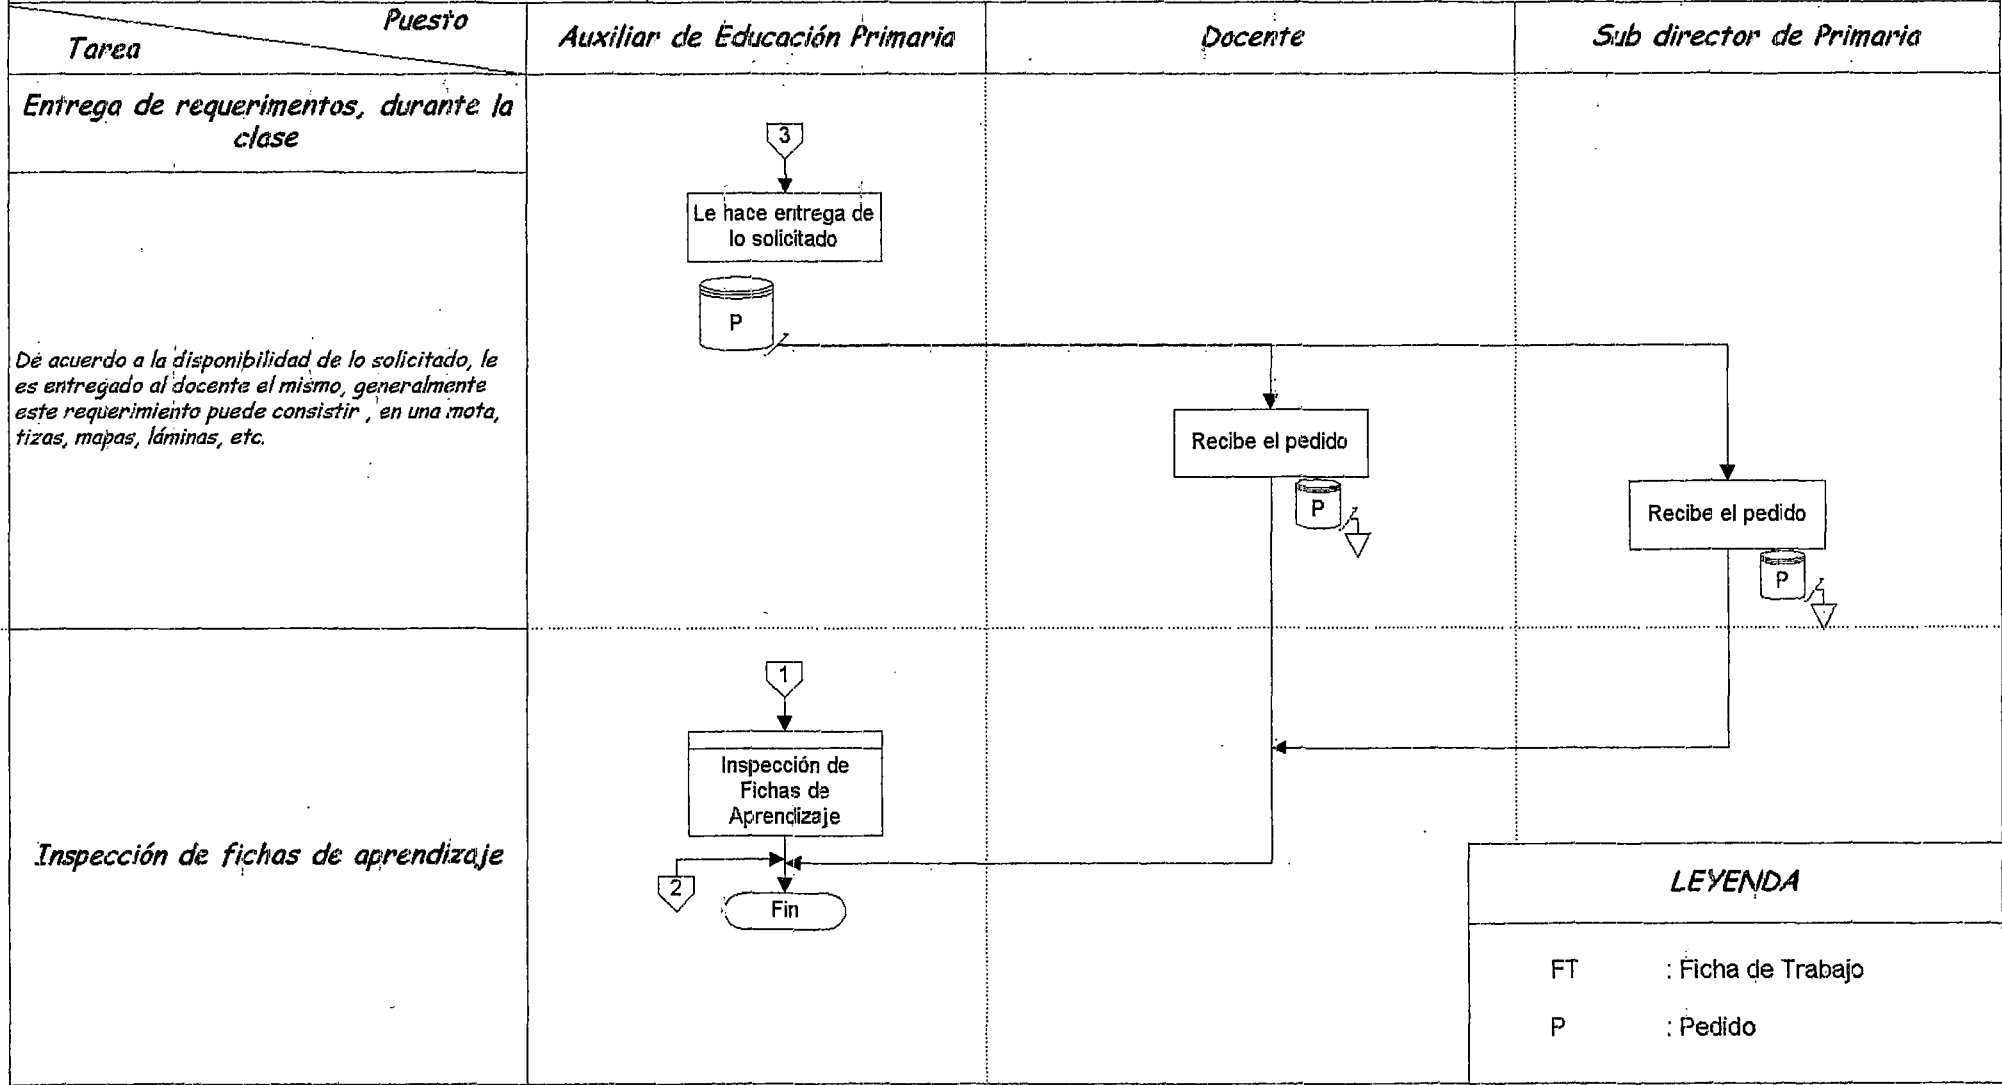 Puesto
Tarea
Auxiliar de Educación Primaria
Docente
Sub director de Primaria
Entrega de requerimentos, durante la
clase
3
Le hace entrega de
lo solicitado
P
De acuerdo a la disponibilidad de lo solicitado, le
es entregado al docente el mismo, generalmente
este requerimiento puede consistir , en una mota,
tizas, mapas, láminas, etc.
Recibe el pedido
P
Recibe el pedido
P
Inspección de fichas de aprendizaje
1
Inspección de
Fichas de
Aprendizaje
2
Fin
LEYENDA
FT : Ficha de Trabajo
P : Pedido